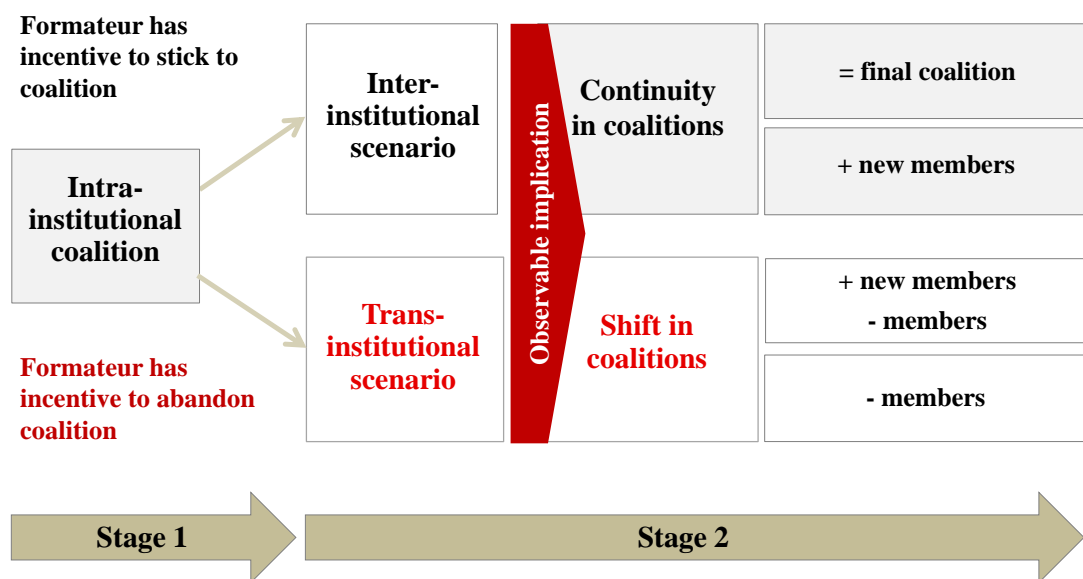 Formateur has
incentive to stick to
coalition
Intra-
institutional
coalition
Formateur has
incentive to abandon
coalition
Inter-
institutional
scenario
Trans-
institutional
scenario
Observable implication
Continuity
in coalitions
Shift in
coalitions
= final coalition
+ new members
+ new members
- members
- members
Stage 1
Stage 2